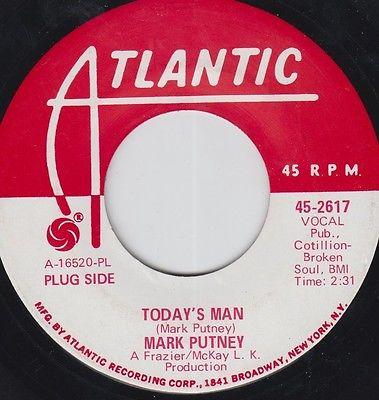 ATLANTIC
45 R.P.M.
®
A-16520-PL
PLUG SIDE
45-2617
VOCAL
Pub.,
Cotillion-
Broken
Soul, BMI
Time: 2:31
TODAY'S MAN
(Mark Putney)
MARK PUTNEY
A Frazier/McKay L. K.
Production
MFG. BY ATLANTIC RECORDING CORP., 1841 BROADWAY, NEW YORK, N.Y.